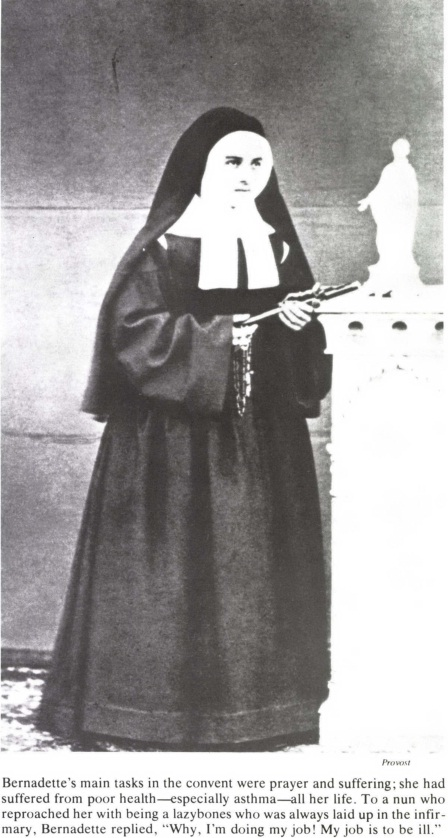 Provost
Bernadette's main tasks in the convent were prayer and suffering; she had
suffered from poor health—especially asthma—all her life. To a nun who
reproached her with being a lazybones who was always laid up in the infir-
mary, Bernadette replied, “Why, I'm doing my job! My job is to be ill.”